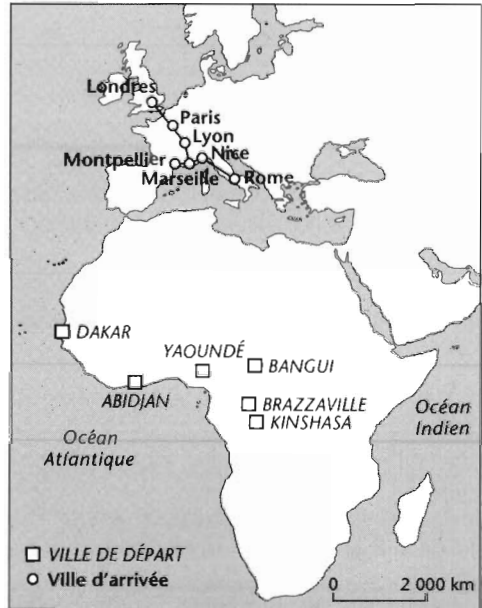 Londres
Paris
Lyon
Nice
Montpellier
Marseille
Rome
DAKAR
YAOUNDÉ
BANGUI
ABIDJAN
BRAZZAVILLE
KINSHASA
Océan
Indien
Océan
Atlantique
VILLE DE DÉPART
Ville d'arrivée
0 2 000 km